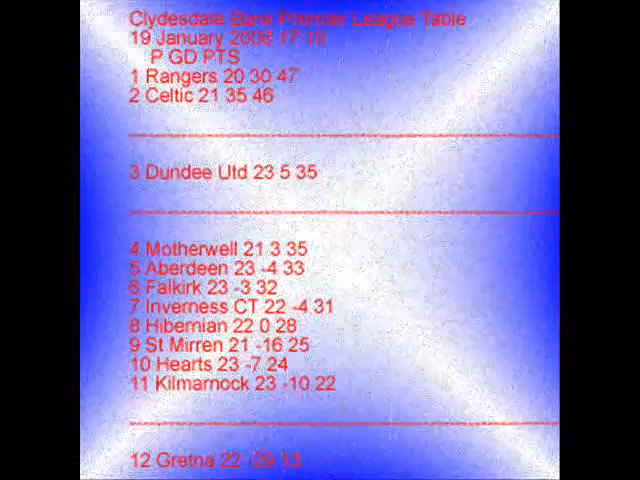 Clydesdale Bank Premier League Table
19 January 2008 17:10
P GD PTS
1 Rangers 20 30 47
2 Celtic 21 35 46
3 Dundee Utd 23 5 35
4 Motherwell 21 3 35
5 Aberdeen 23 -4 33
6 Falkirk 23 -3 32
7 Inverness CT 22 -4 31
8 Hibernian 22 0 28
9 St Mirren 21 -16 25
10 Hearts 23 -7 24
11 Kilmarnock 23 -10 22
12 Gretna 22 -29 13